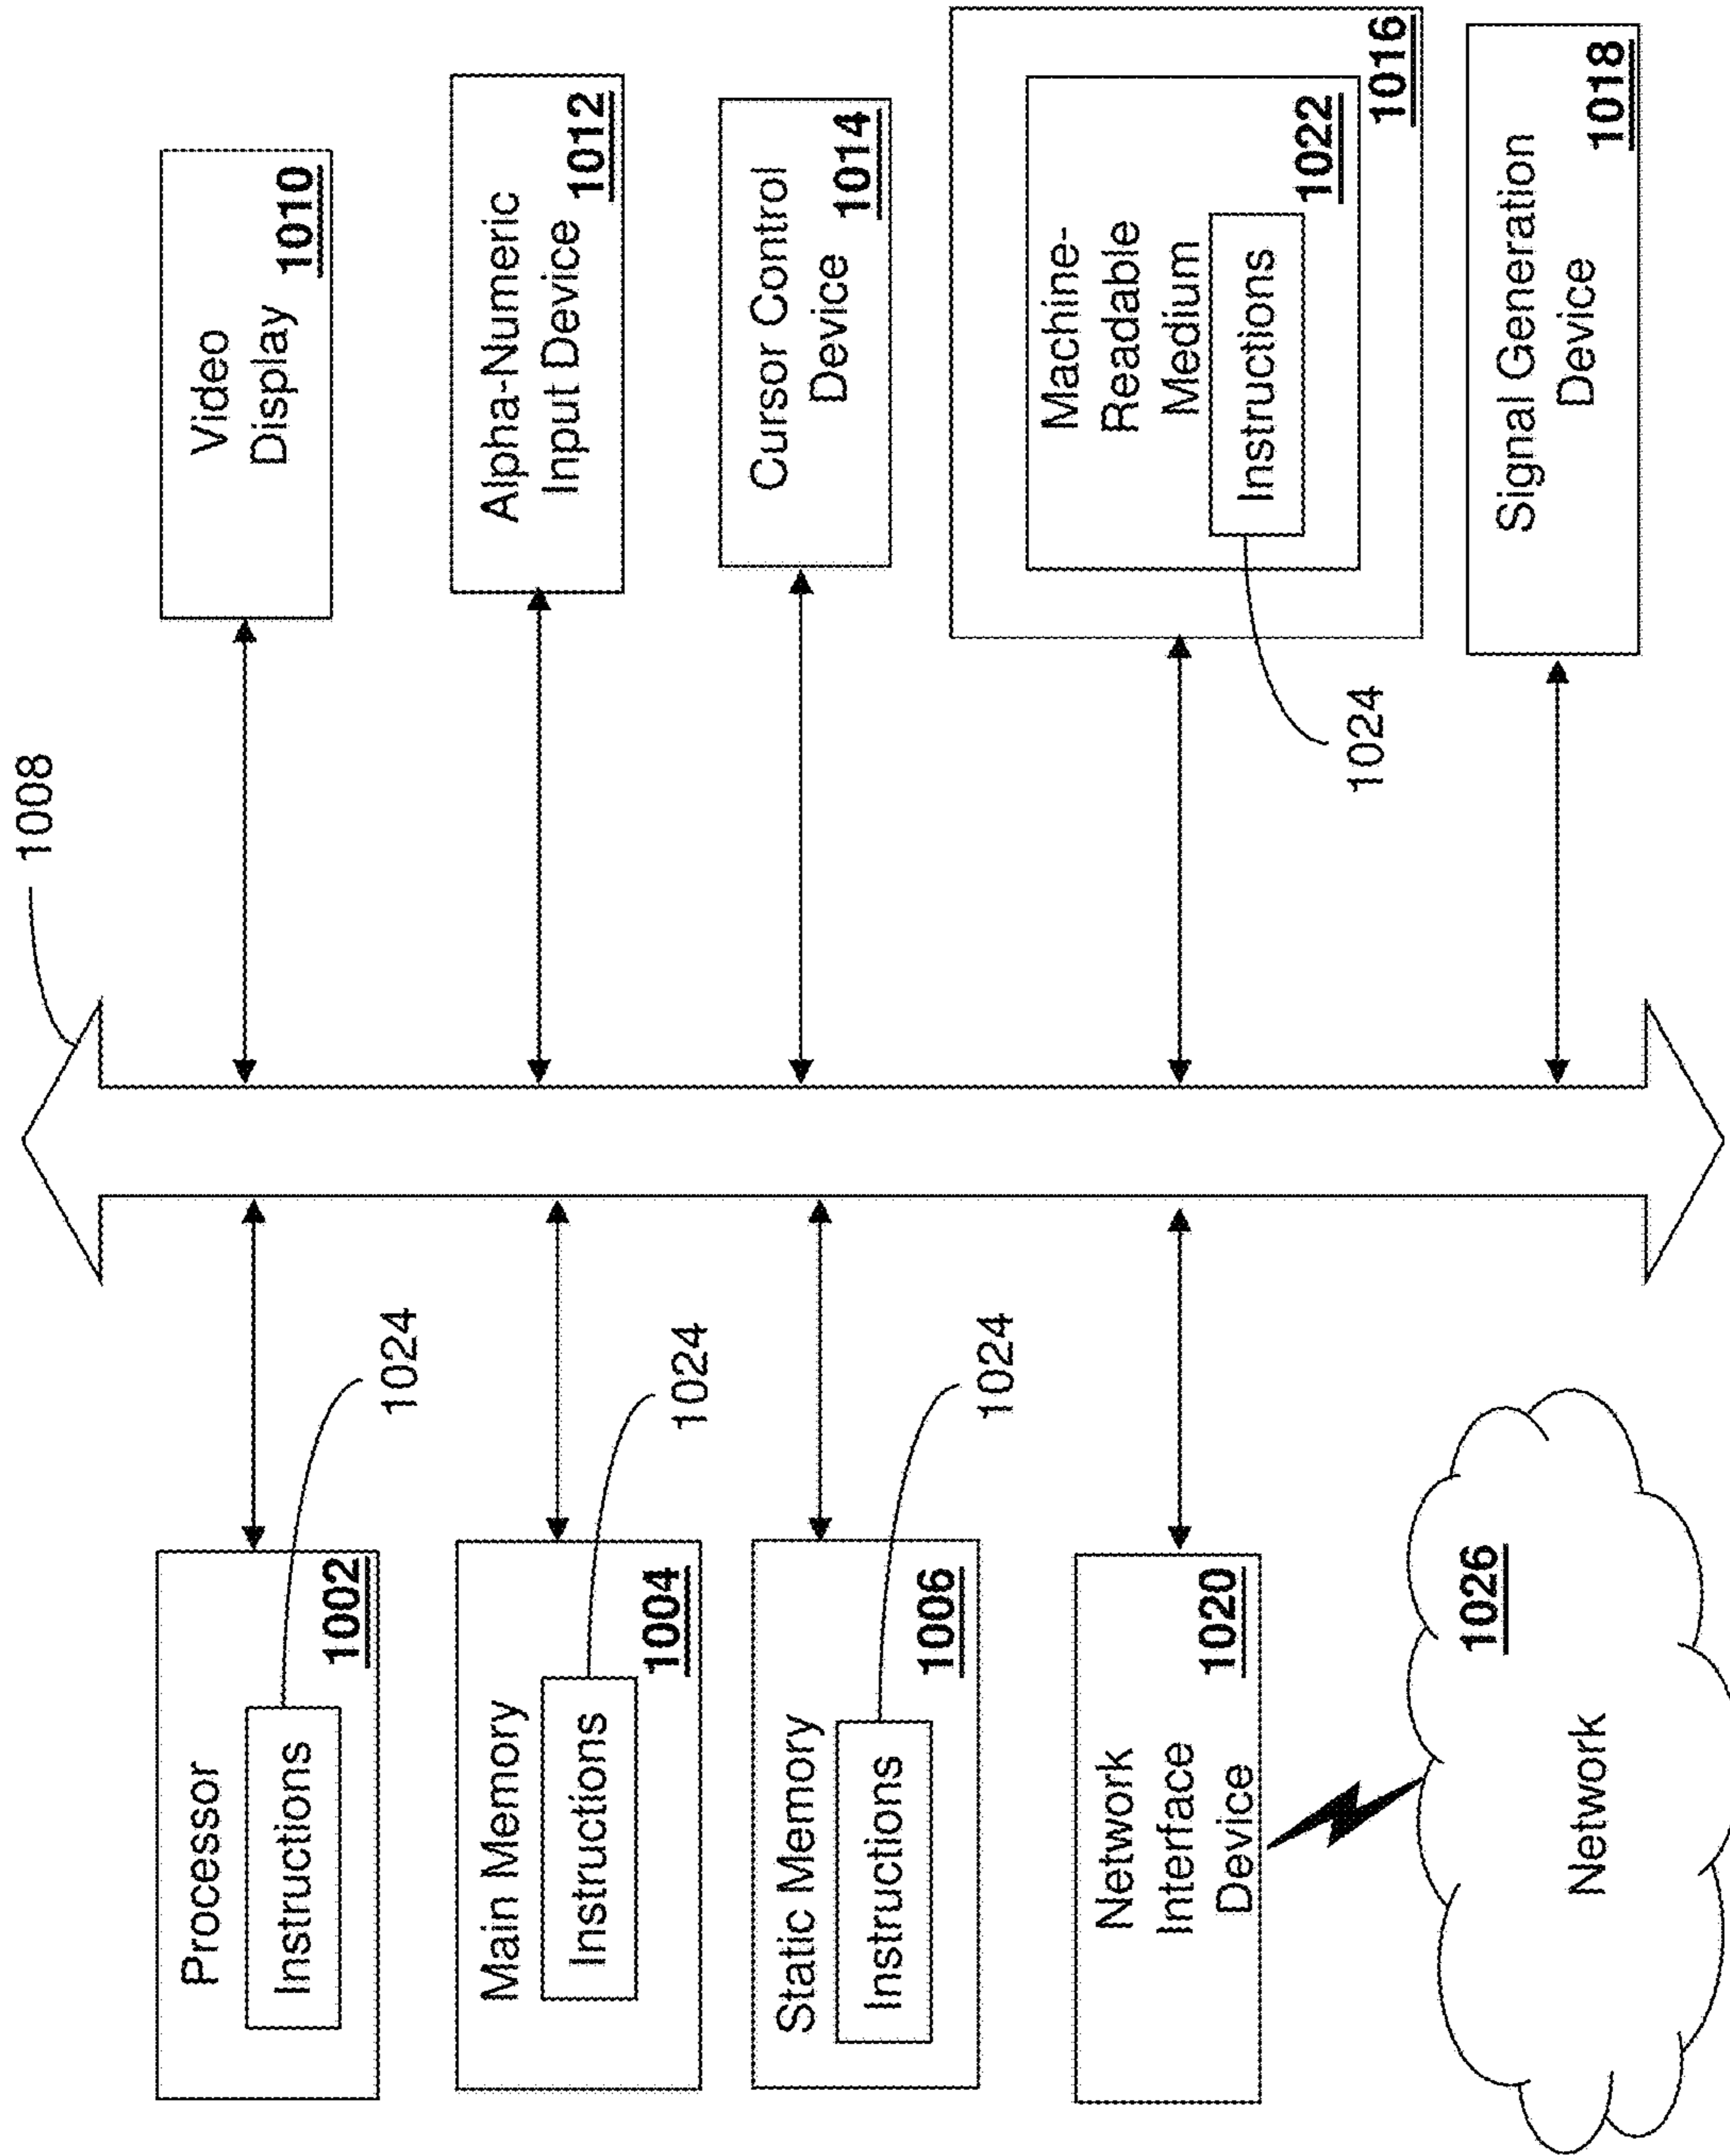 1008
Processor
Instructions
1002
1024
Main Memory
Instructions
1004
1024
Static Memory
Instructions
1006
1024
Network
Interface
Device
1020
1026
Network
Video
Display
1010
Alpha-Numeric
Input Device
1012
Cursor Control
Device
1014
Machine-
Readable
Medium
1022
Instructions
1016
1024
Signal Generation
Device
1018